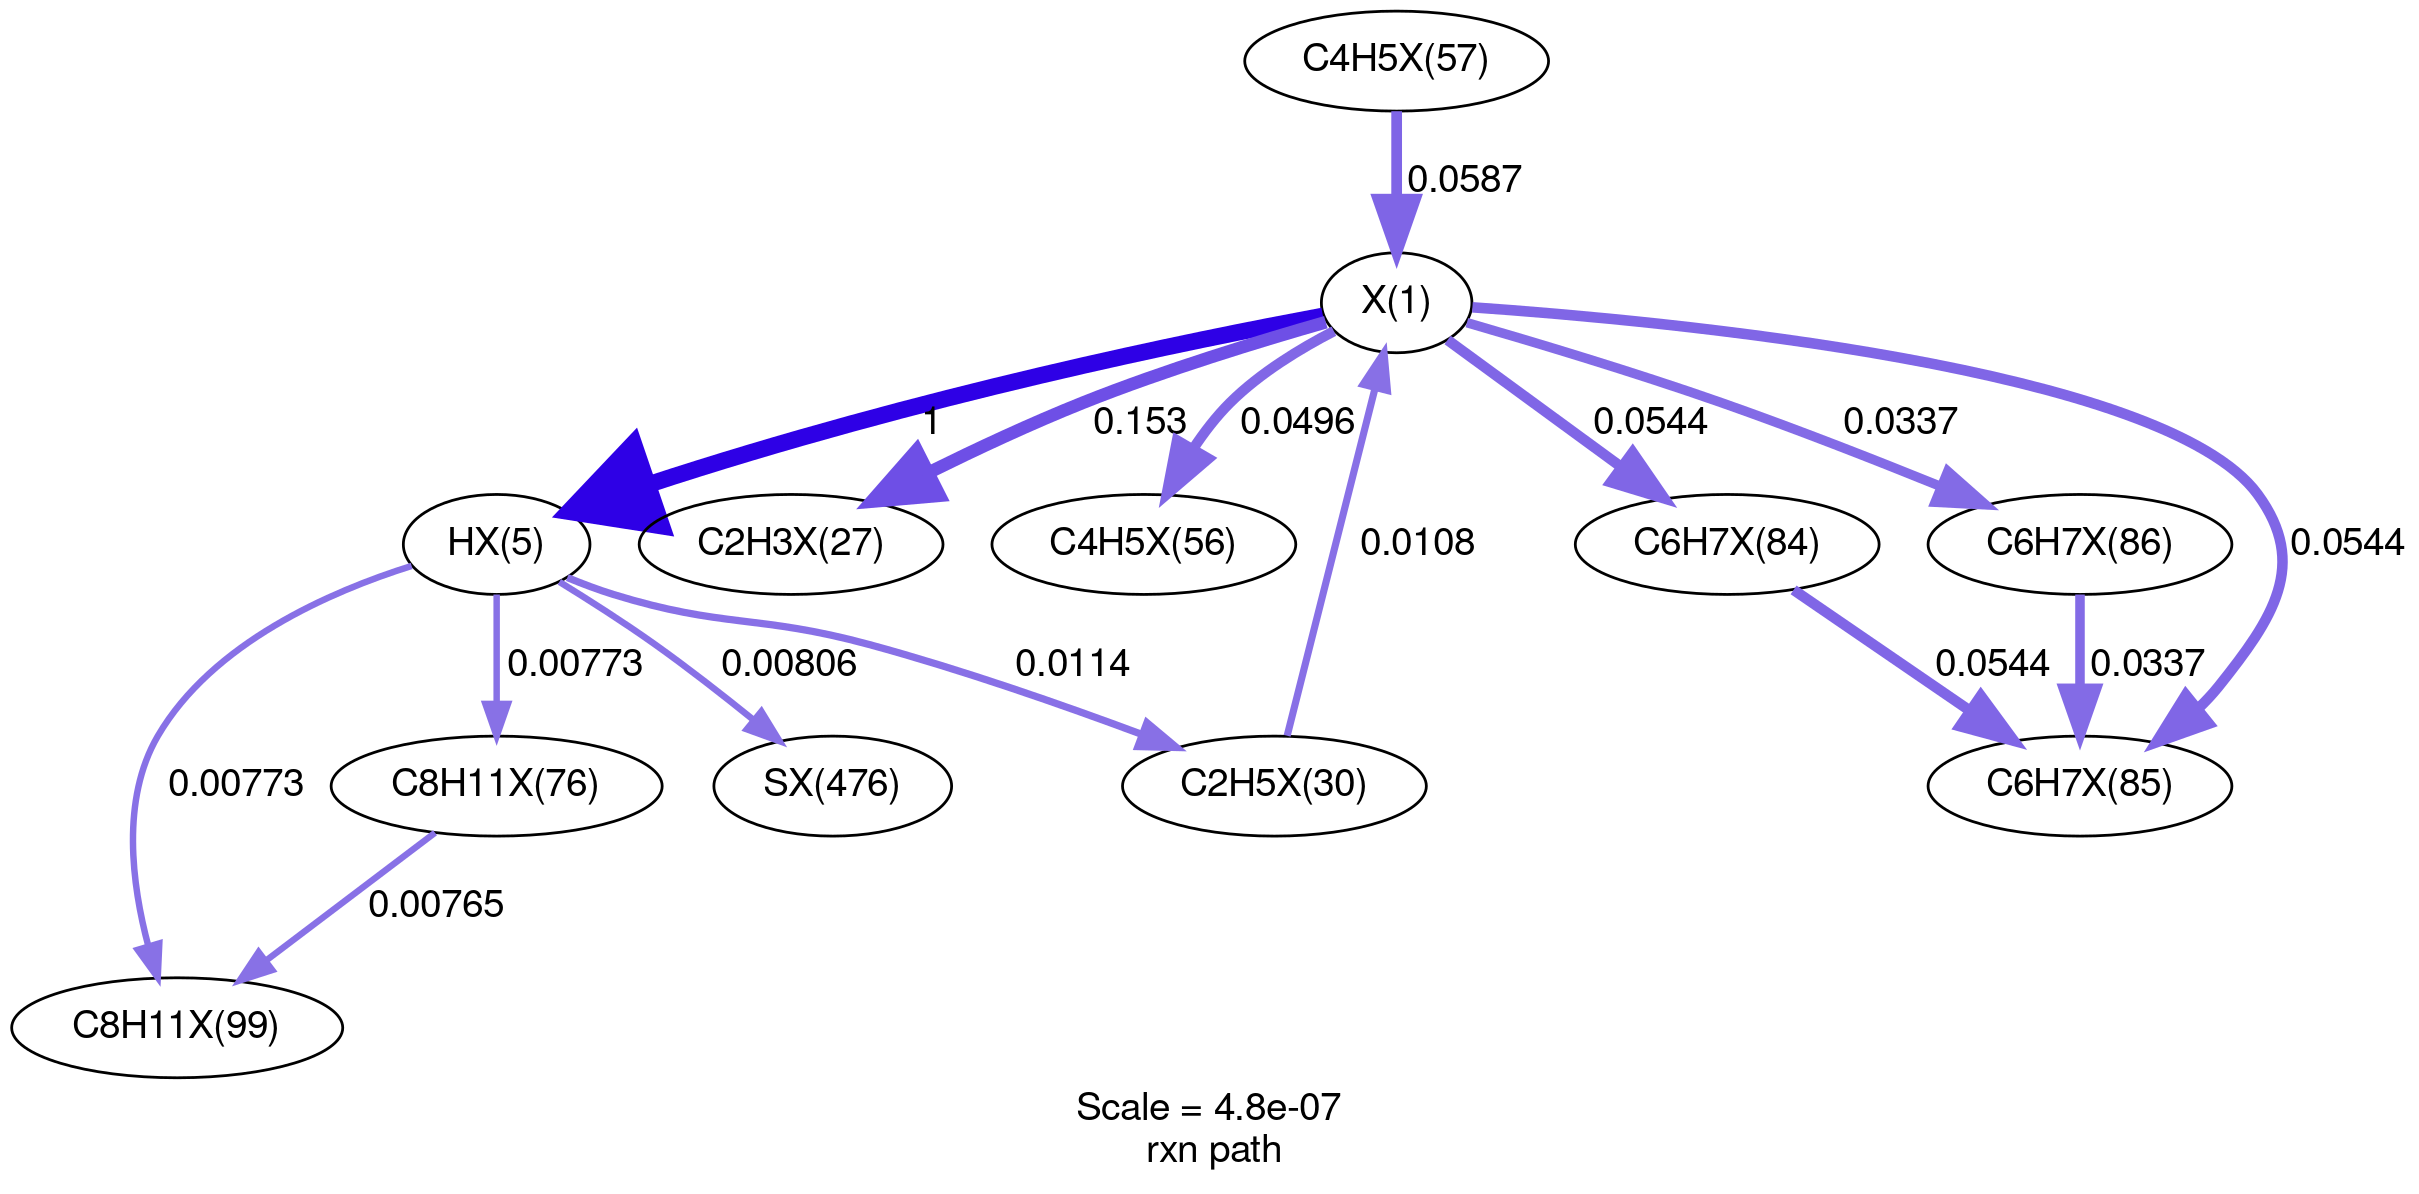 C4H5X(57)
0.0587
X(1)
1
0.153
0.0496
0.0544
0.0337
HX(5)
C2H3X(27)
C4H5X(56)
0.0108
C6H7X(84)
C6H7X(86)
0.0544
0.00773
0.00806
0.0114
0.0544
0.0337
0.00773
C8H11X(76)
SX(476)
C2H5X(30)
C6H7X(85)
0.00765
C8H11X(99)
Scale = 4.8e-07
rxn path